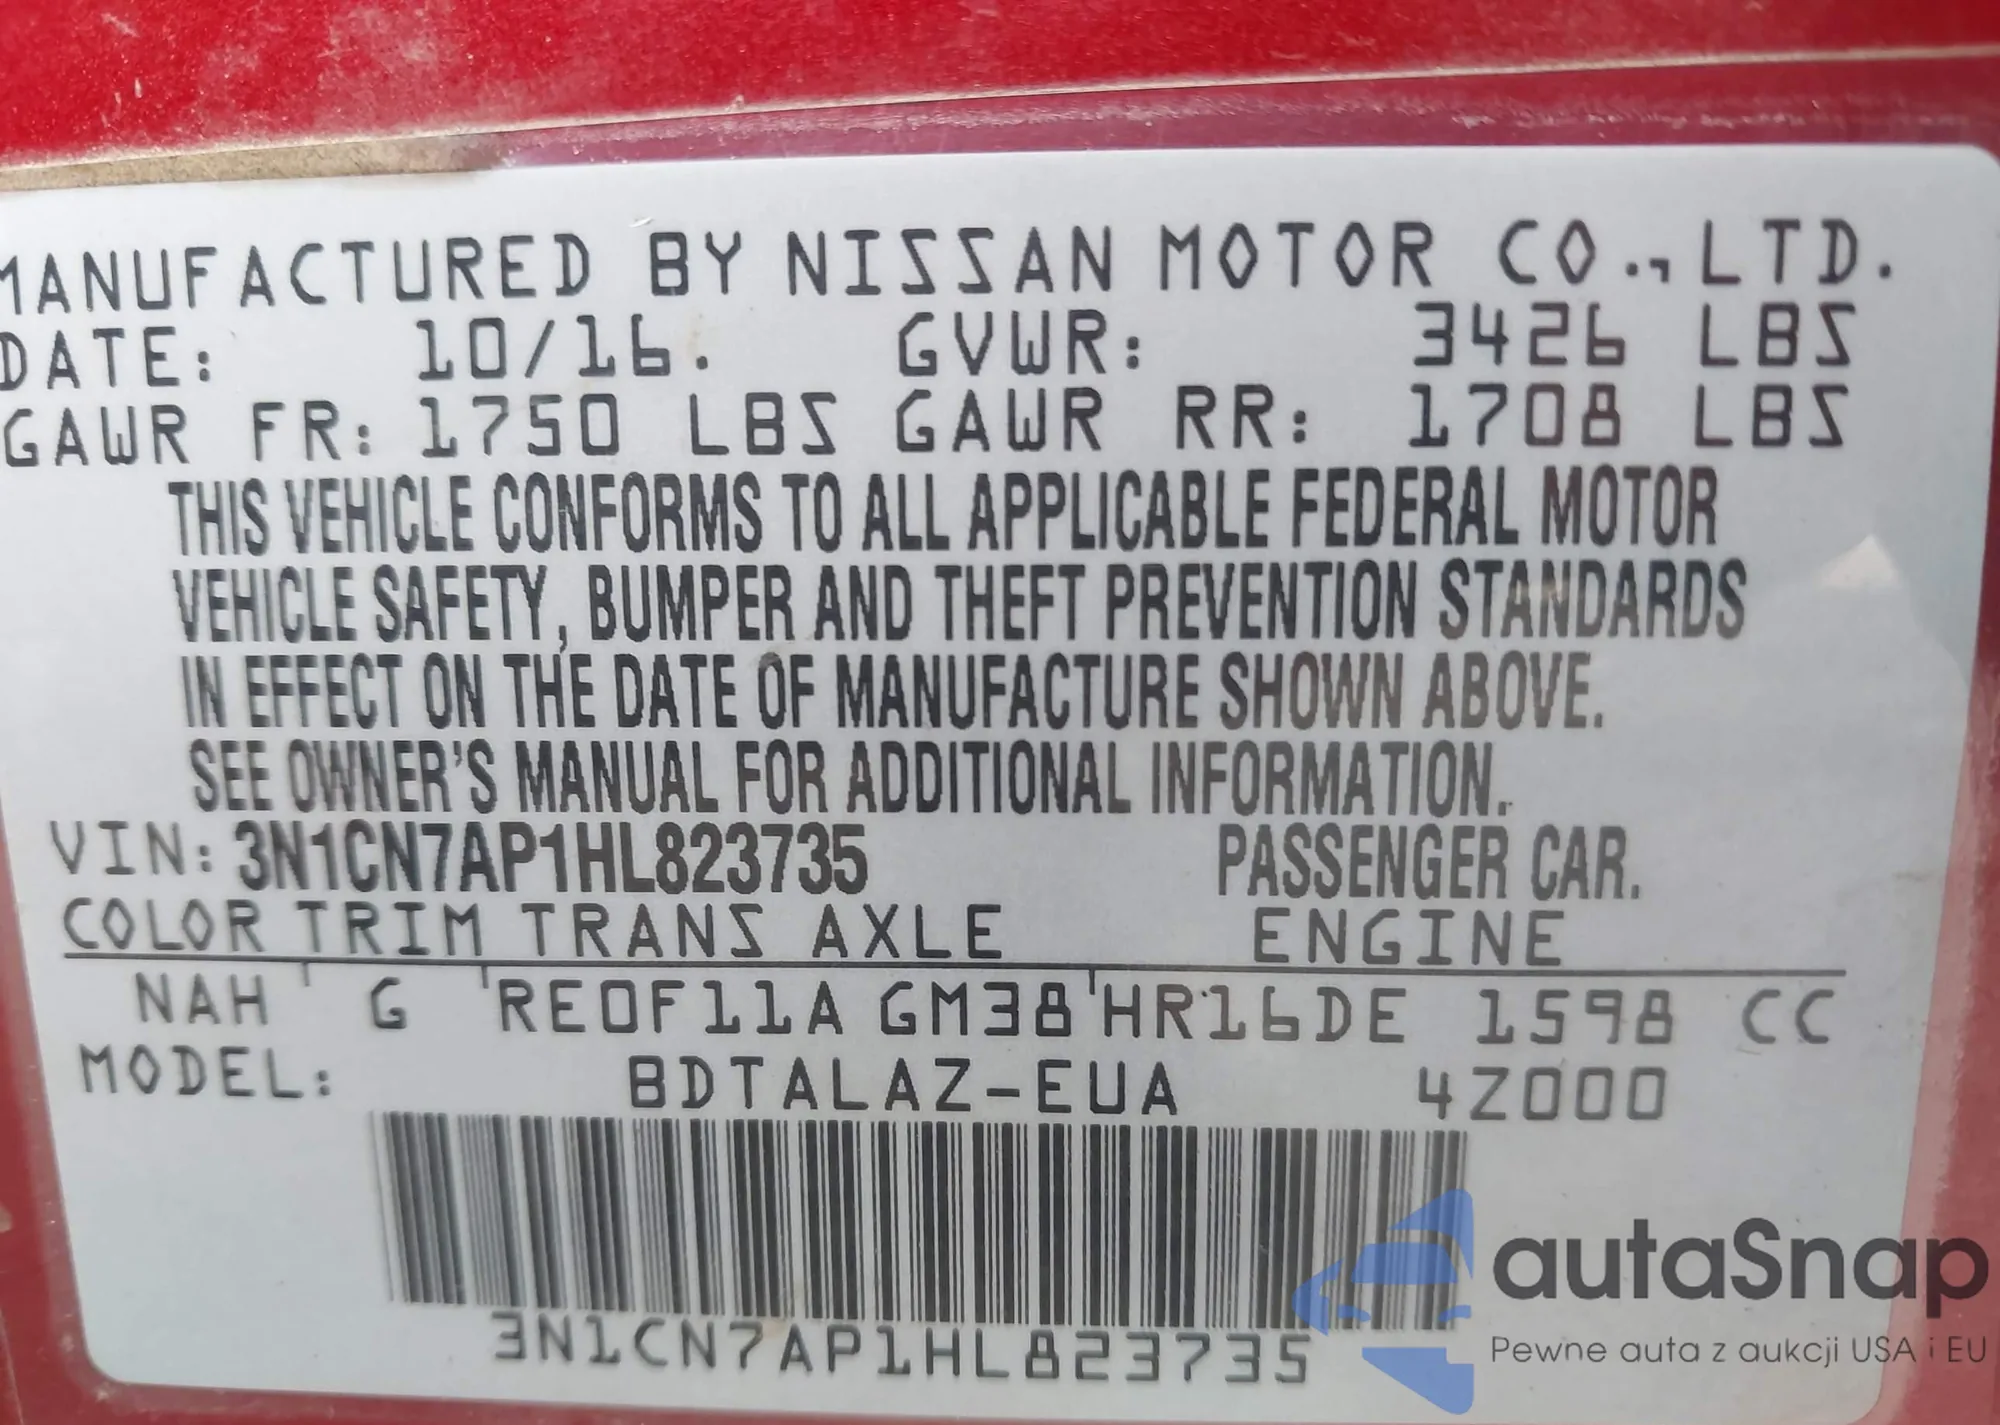 MANUFACTURED BY NISSAN MOTOR CO., LTD.
DATE: 10/16. GVWR: 3426 LBS
GAWR FR: 1750 LBS GAWR RR: 1708 LBS
THIS VEHICLE CONFORMS TO ALL APPLICABLE FEDERAL MOTOR
VEHICLE SAFETY, BUMPER AND THEFT PREVENTION STANDARDS
IN EFFECT ON THE DATE OF MANUFACTURE SHOWN ABOVE.
SEE OWNER'S MANUAL FOR ADDITIONAL INFORMATION.
VIN: 3N1CN7AP1HL823735 PASSENGER CAR.
COLOR TRIM TRANS AXLE ENGINE
NAH G RE0F11A GM38 HR16DE 1598 CC
MODEL: BDTALAZ-EUA 4Z000
3N1CN7AP1HL823735
autaSnap
Pewne auta z aukcji USA i EU